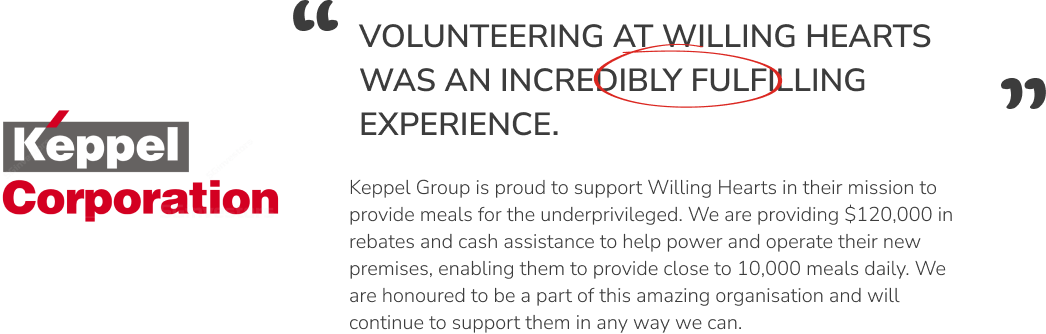 “ VOLUNTEERING AT WILLING HEARTS
WAS AN INCREDIBLY FULFILLING
EXPERIENCE. ”
Keppel
Corporation
Keppel Group is proud to support Willing Hearts in their mission to
provide meals for the underprivileged. We are providing $120,000 in
rebates and cash assistance to help power and operate their new
premises, enabling them to provide close to 10,000 meals daily. We
are honoured to be a part of this amazing organisation and will
continue to support them in any way we can.